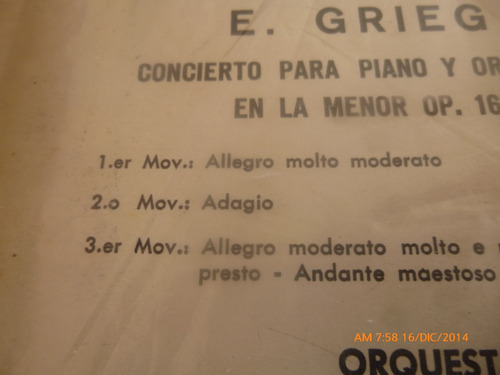 E. GRIEG
CONCIERTO PARA PIANO Y OR
EN LA MENOR OP. 16
1.er Mov.: Allegro molto moderato
2.o Mov.: Adagio
3.er Mov.: Allegro moderato molto e
presto - Andante maestoso
AM 7:58 16/DIC/2014
ORQUEST